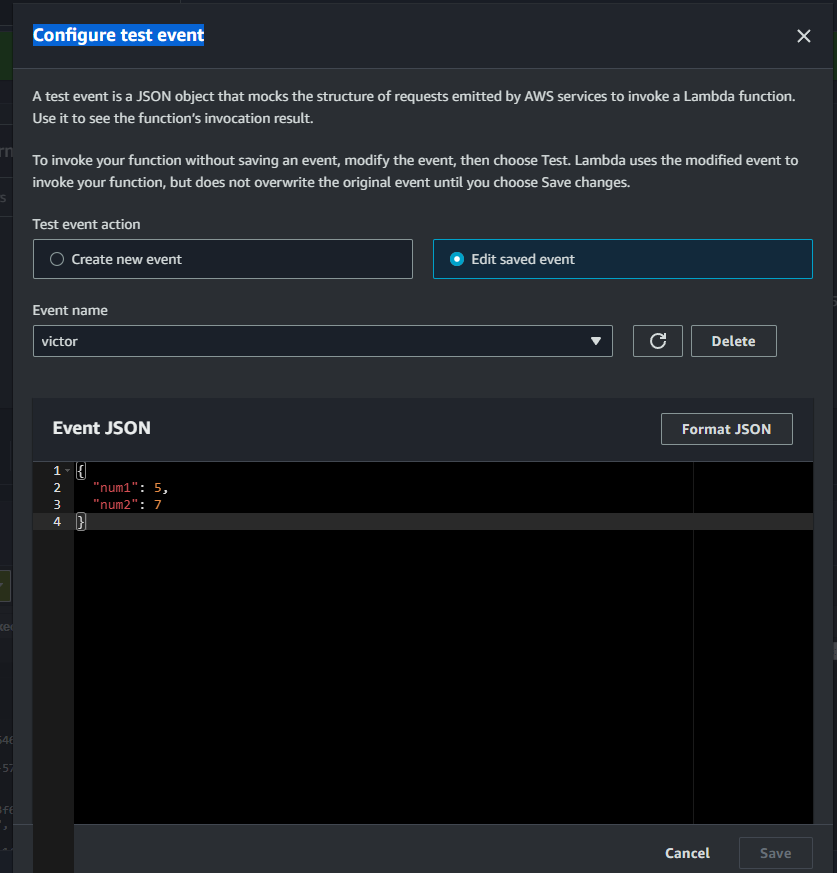 Configure test event
A test event is a JSON object that mocks the structure of requests emitted by AWS services to invoke a Lambda function.
Use it to see the function's invocation result.
To invoke your function without saving an event, modify the event, then choose Test. Lambda uses the modified event to
invoke your function, but does not overwrite the original event until you choose Save changes.
Test event action
Create new event
Edit saved event
Event name
victor
Delete
Event JSON
Format JSON
1 {
2 "num1": 5,
3 "num2": 7
4 }
Cancel
Save